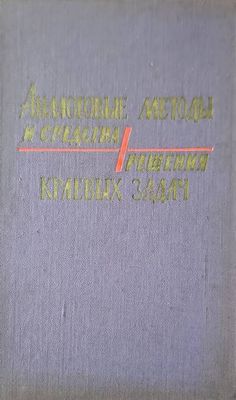 Аналоговые методы
и средства
решения
краевых задач